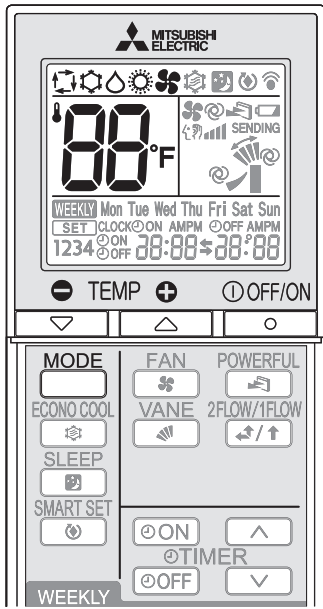 MITSUBISHI
ELECTRIC
88°F
SENDING
WEEKLY Mon Tue Wed Thu Fri Sat Sun
SET CLOCK ON AMPM OFF AMPM
1234 ON OFF 88:88 88:88
TEMP OFF/ON
MODE FAN POWERFUL
ECONO COOL VANE 2FLOW/1FLOW
SLEEP
SMART SET
ON
TIMER
OFF
WEEKLY